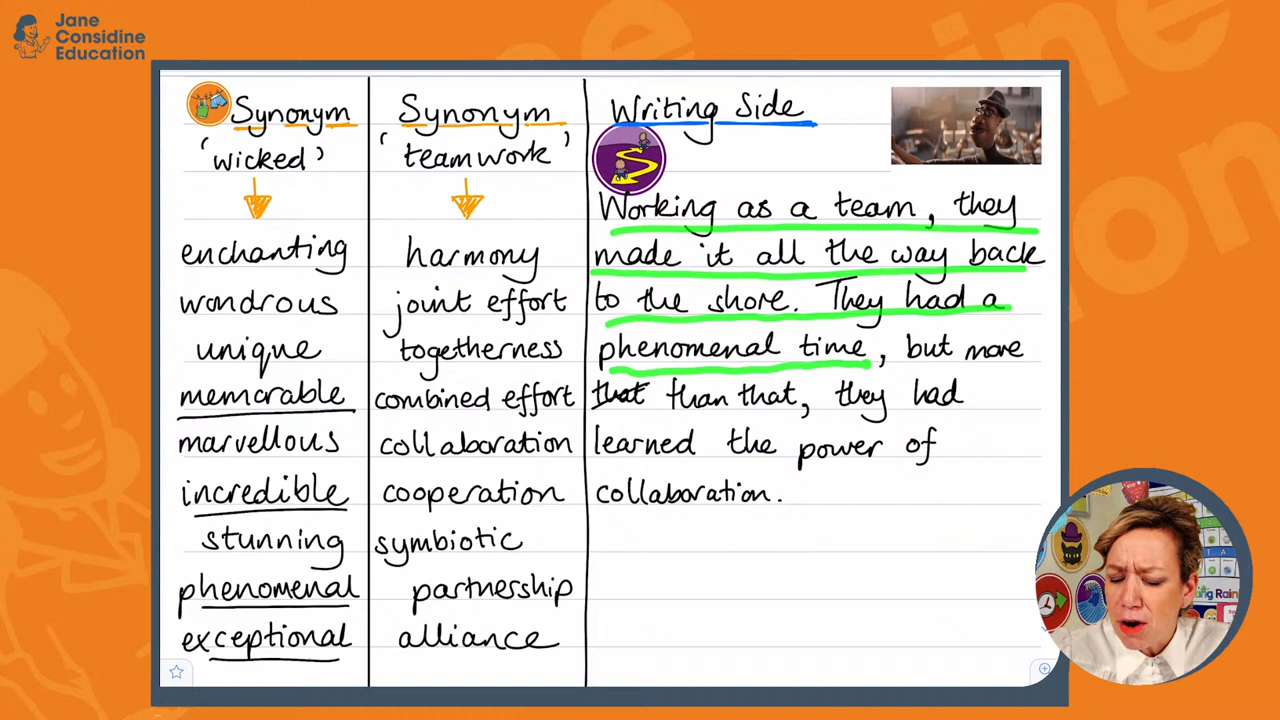 Jane
Considine
Education
Synonym
'wicked'
enchanting
wondrous
unique
memorable
marvellous
incredible
stunning
phenomenal
exceptional
Synonym
'teamwork'
harmony
joint effort
togetherness
combined effort
collaboration
cooperation
symbiotic
partnership
alliance
Writing Side
Working as a team, they
made it all the way back
to the shore. They had a
phenomenal time, but more
that than that, they had
learned the power of
collaboration.